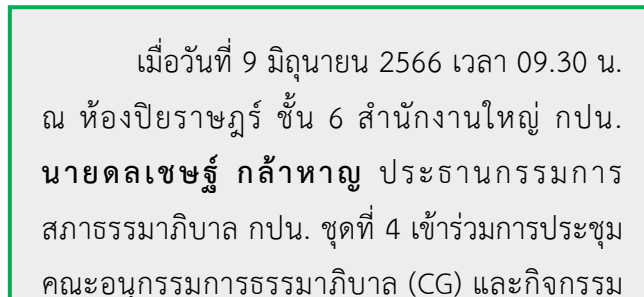 เมื่อวันที่ 9 มิถุนายน 2566 เวลา 09.30 น.
ณ ห้องปิยราษฎร์ ชั้น 6 สำนักงานใหญ่ กปน.
นายดลเชษฐ์ กล้าหาญ ประธานกรรมการ
สภาธรรมาภิบาล กปน. ชุดที่ 4 เข้าร่วมการประชุม
คณะอนุกรรมการธรรมาภิบาล (CG) และกิจกรรม